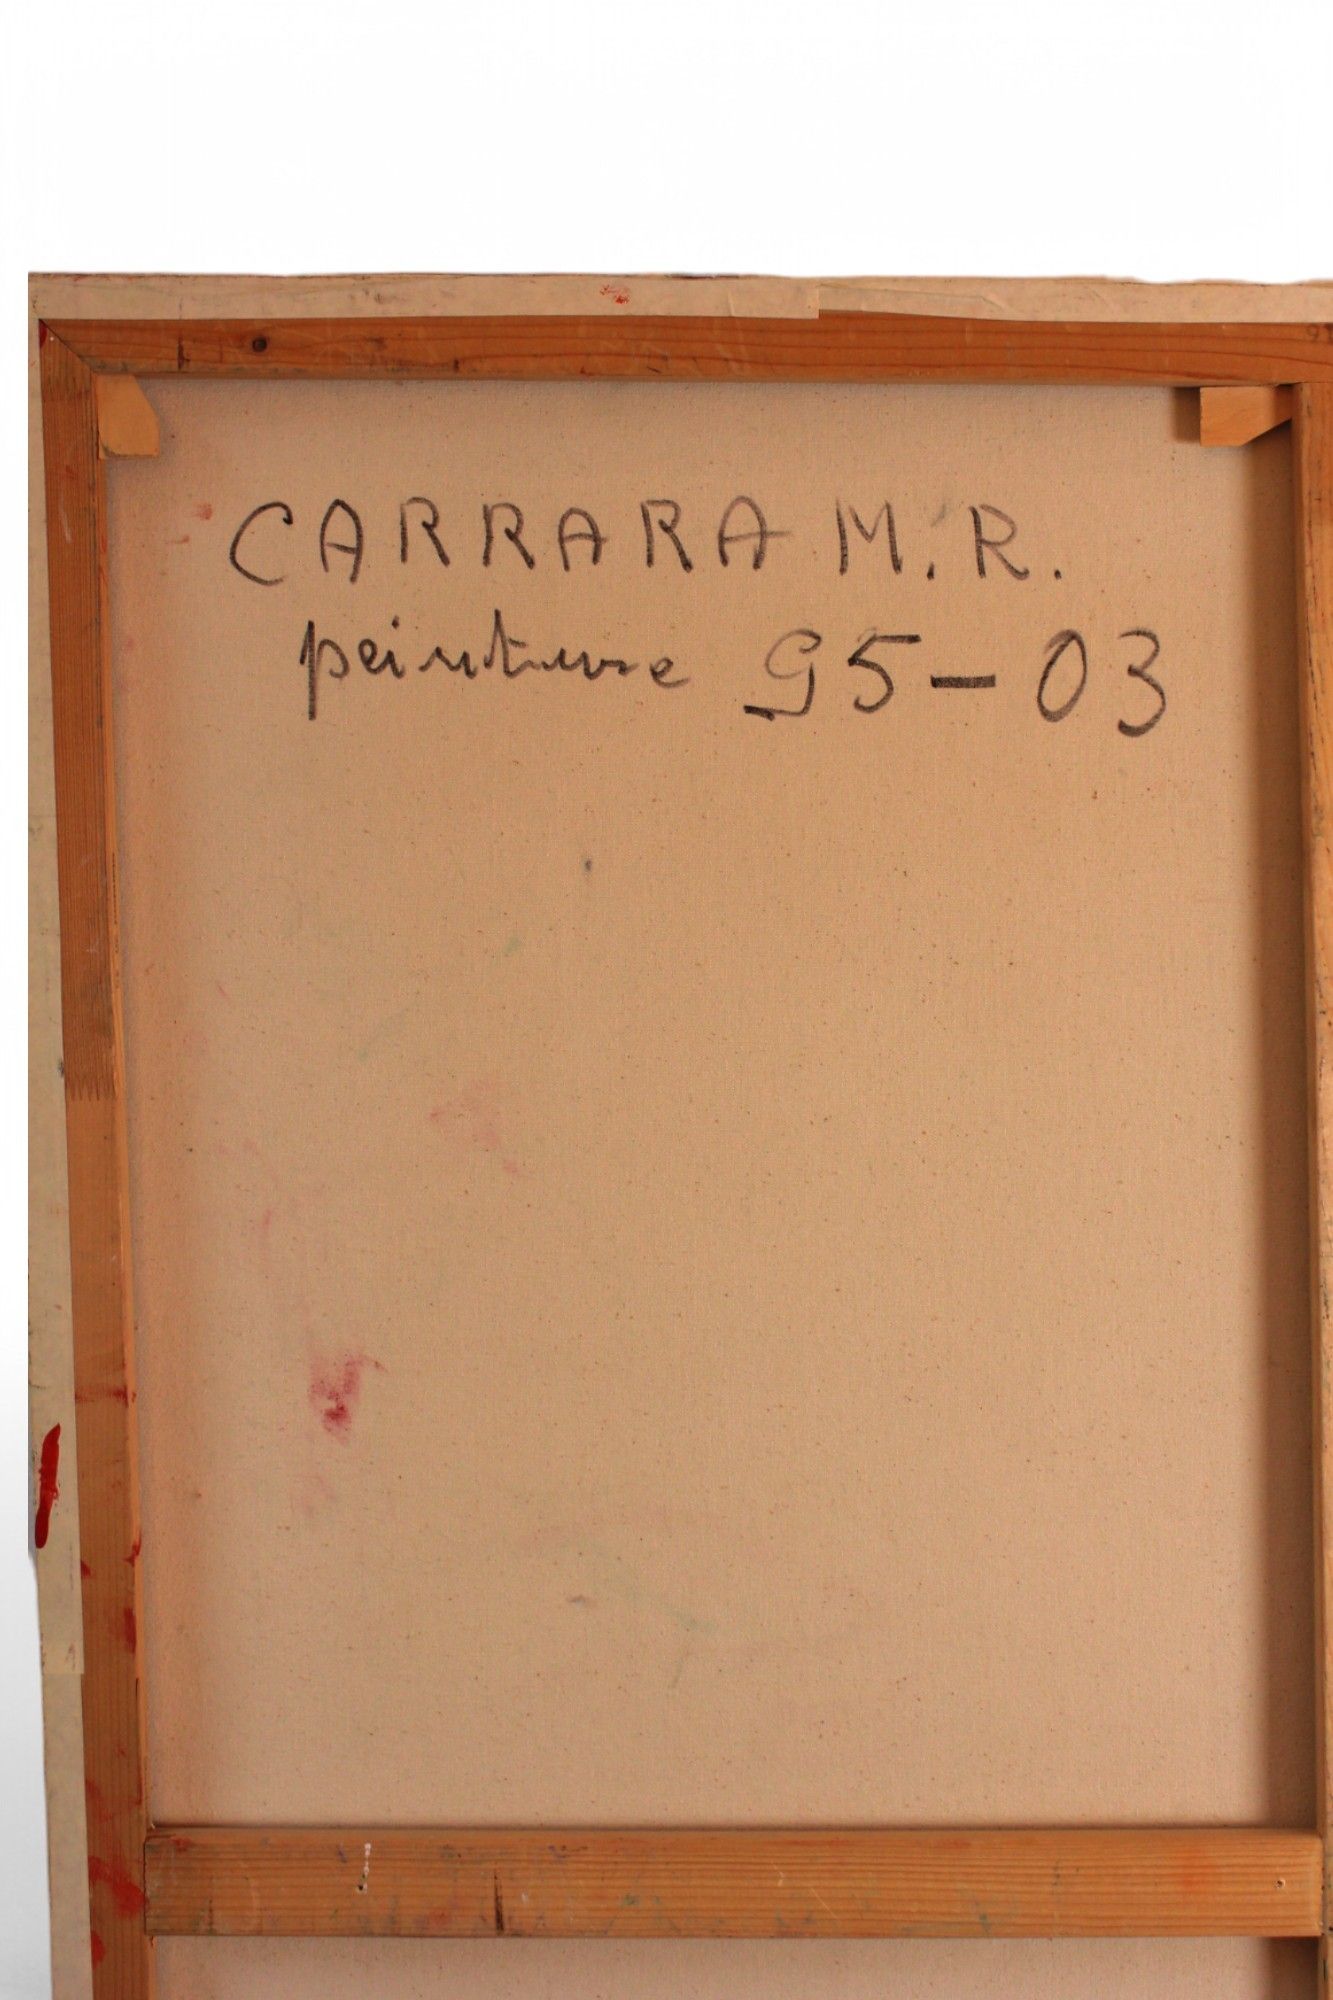 CARRARA M. R.
peinture 95-03